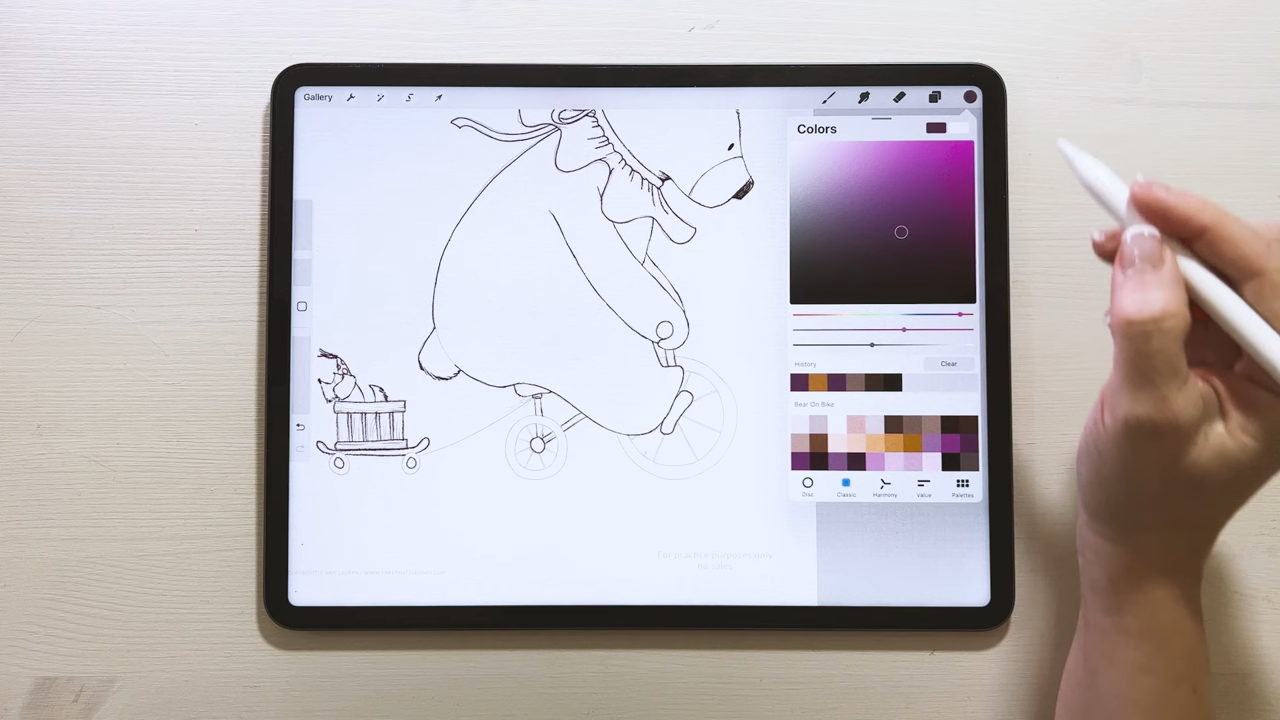 Gallery
Colors
History
Clear
Bear On Bike
Disc
Classic
Harmony
Value
Palettes
For practice purposes only
no sales